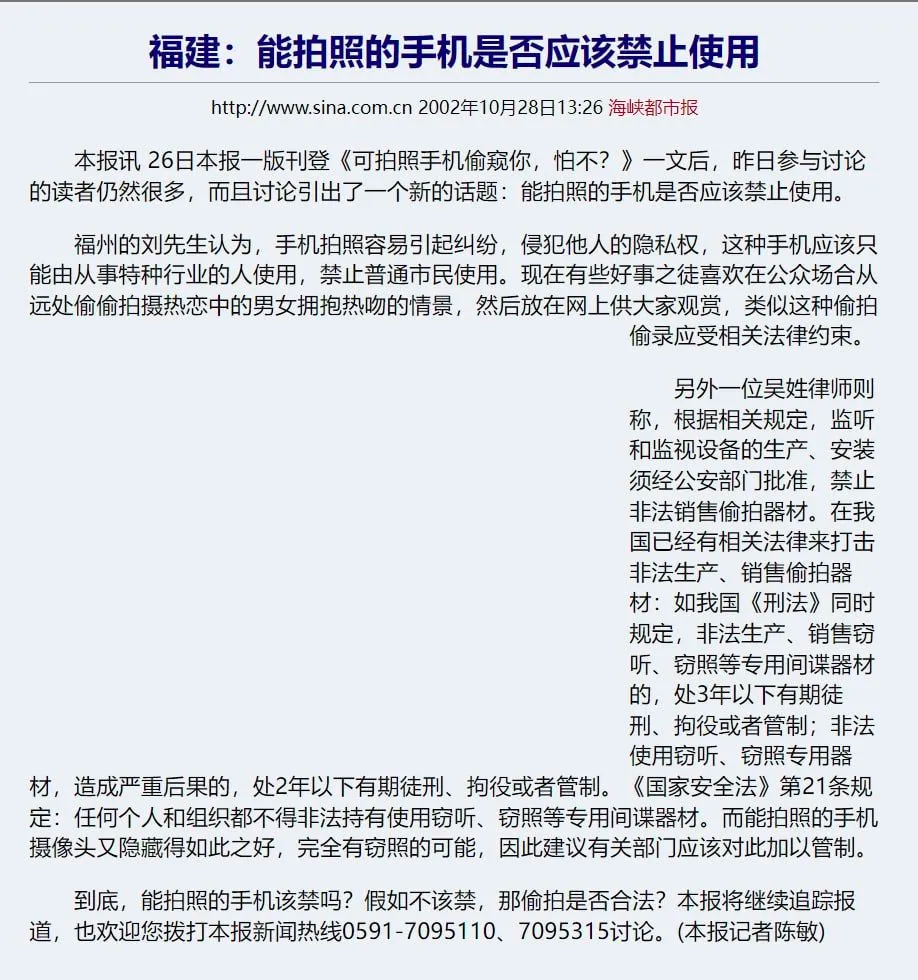 福建：能拍照的手机是否应该禁止使用
http://www.sina.com.cn 2002年10月28日13:26 海峡都市报
本报讯 26日本报一版刊登《可拍照手机偷窥你，怕不？》一文后，昨日参与讨论
的读者仍然很多，而且讨论引出了一个新的话题：能拍照的手机是否应该禁止使用。
福州的刘先生认为，手机拍照容易引起纠纷，侵犯他人的隐私权，这种手机应该只
能由从事特种行业的人使用，禁止普通市民使用。现在有些好事之徒喜欢在公众场合从
远处偷偷拍摄热恋中的男女拥抱热吻的情景，然后放在网上供大家观赏，类似这种偷拍
偷录应受相关法律约束。
另外一位吴姓律师则
称，根据相关规定，监听
和监视设备的生产、安装
须经公安部门批准，禁止
非法销售偷拍器材。在我
国已经有相关法律来打击
非法生产、销售偷拍器
材：如我国《刑法》同时
规定，非法生产、销售窃
听、窃照等专用间谍器材
的，处3年以下有期徒
刑、拘役或者管制；非法
使用窃听、窃照专用器
材，造成严重后果的，处2年以下有期徒刑、拘役或者管制。《国家安全法》第21条规
定：任何个人和组织都不得非法持有使用窃听、窃照等专用间谍器材。而能拍照的手机
摄像头又隐藏得如此之好，完全有窃照的可能，因此建议有关部门应该对此加以管制。
到底，能拍照的手机该禁吗？假如不该禁，那偷拍是否合法？本报将继续追踪报
道，也欢迎您拨打本报新闻热线0591-7095110、7095315讨论。(本报记者陈敏)